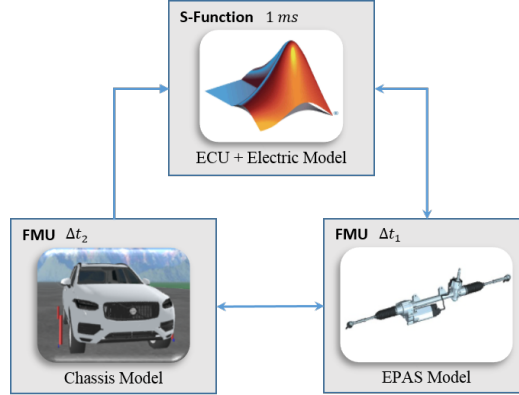 S-Function 1 ms
ECU + Electric Model
FMU Δt₂
Chassis Model
FMU Δt₁
EPAS Model